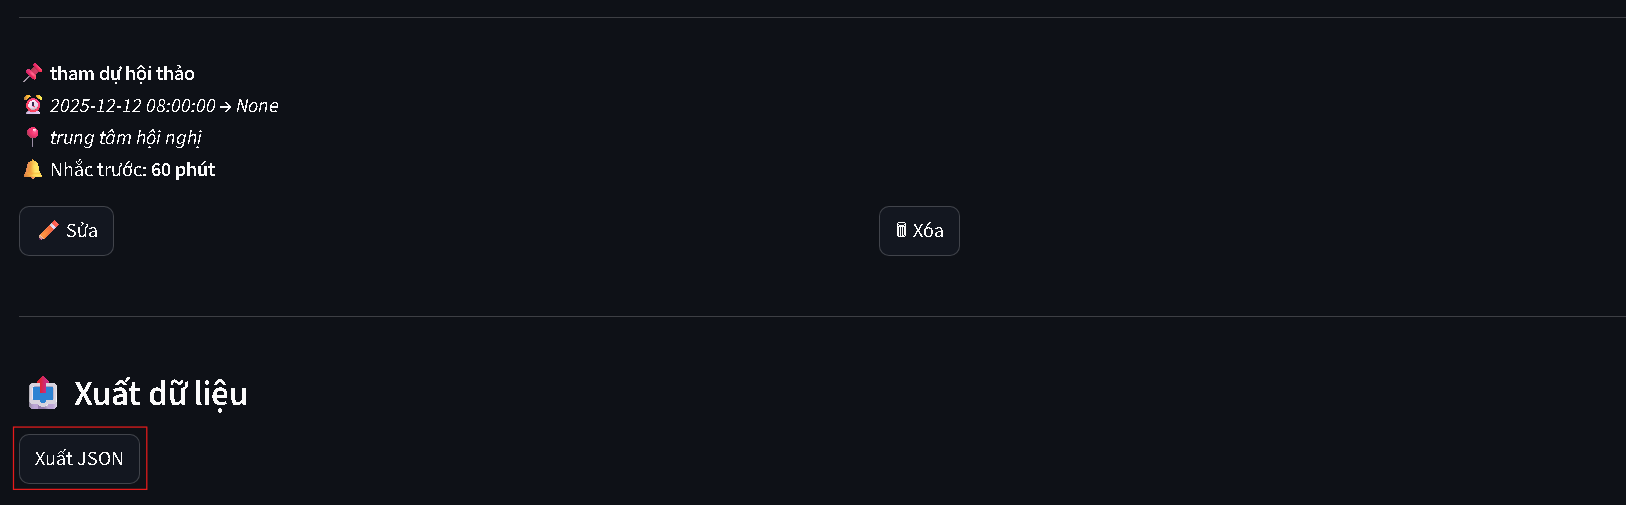 tham dự hội thảo
2025-12-12 08:00:00 → None
trung tâm hội nghị
Nhắc trước: 60 phút
Sửa
Xóa
Xuất dữ liệu
Xuất JSON